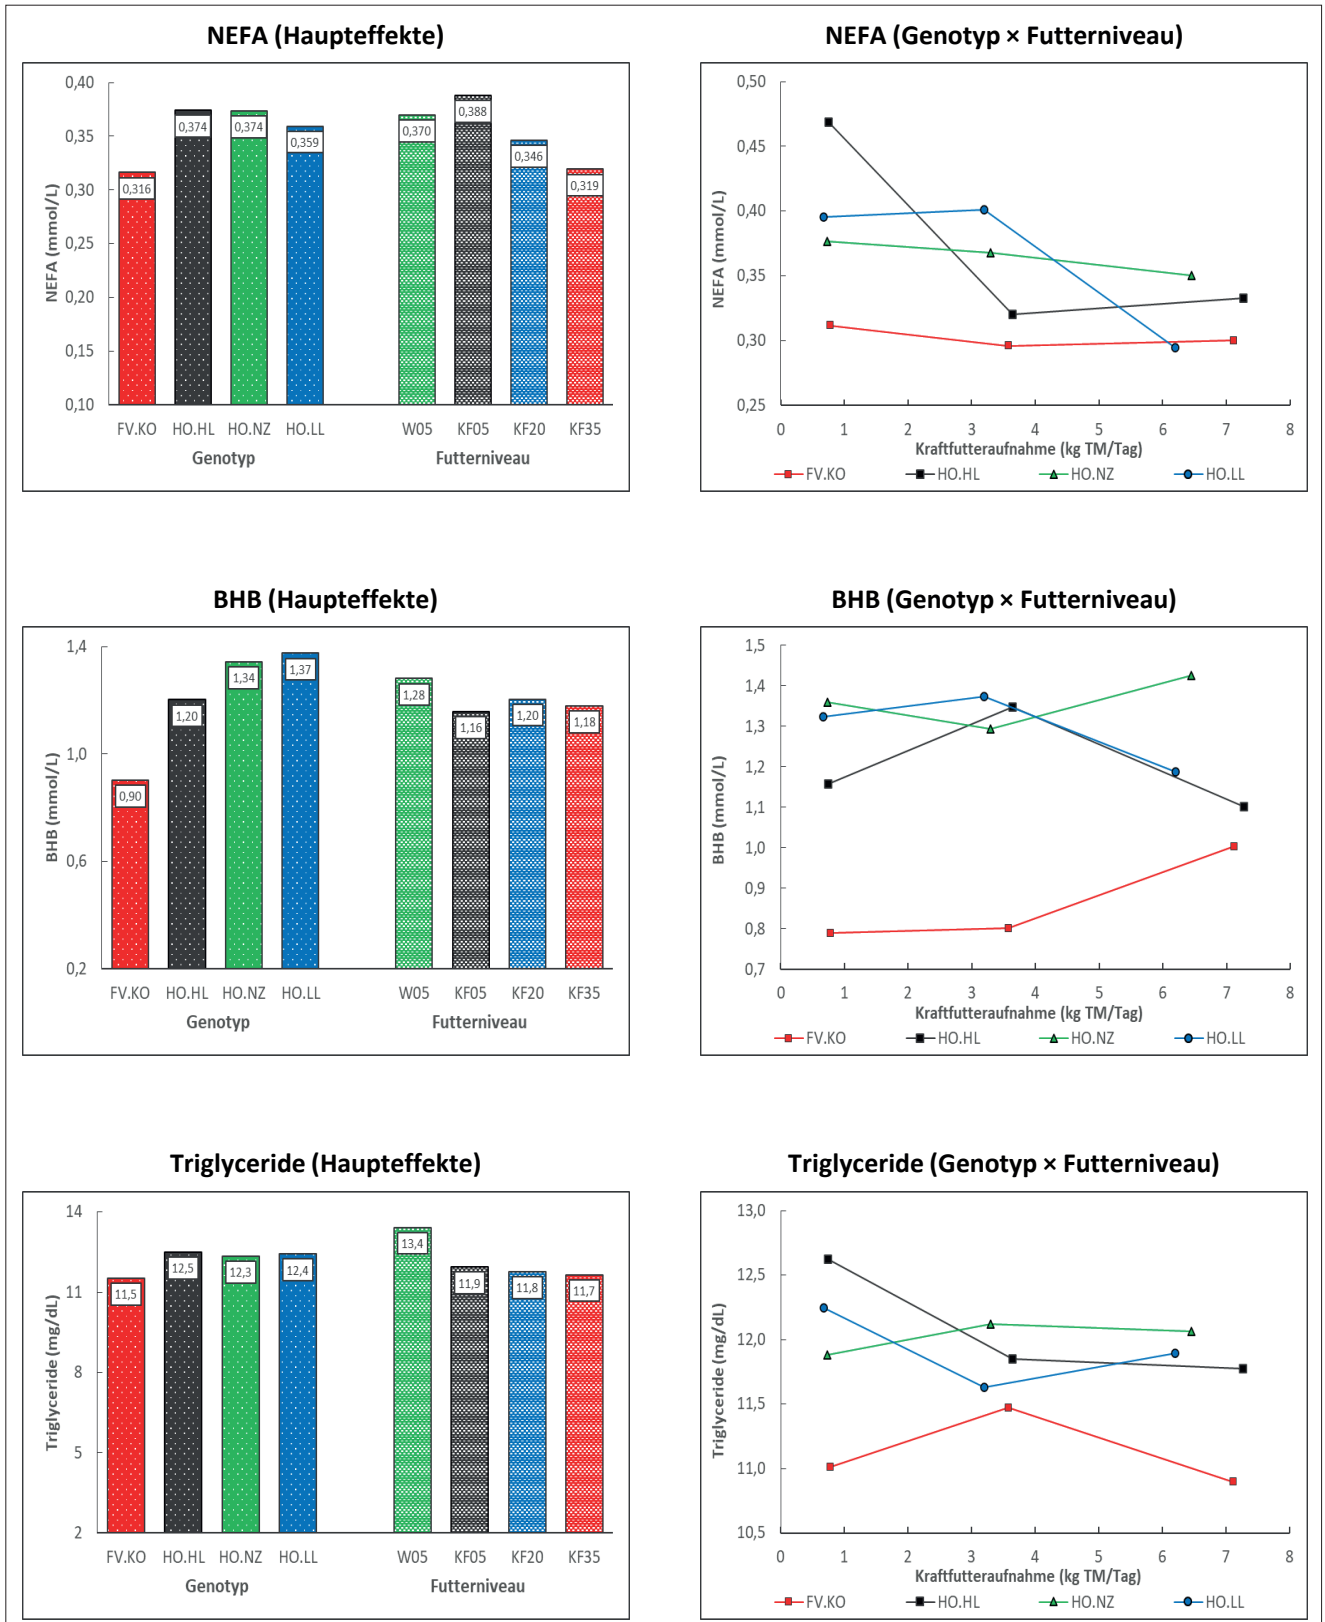 NEFA (Haupteffekte)
0,40
0,35
0,30
0,25
0,20
0,15
0,10
NEFA (mmol/L)
0,316
0,374
0,374
0,359
0,370
0,388
0,346
0,319
FV.KO HO.HL HO.NZ HO.LL W05 KF05 KF20 KF35
Genotyp Futterniveau
NEFA (Genotyp × Futterniveau)
0,50
0,45
0,40
0,35
0,30
0,25
NEFA (mmol/L)
0 1 2 3 4 5 6 7 8
Kraftfutteraufnahme (kg TM/Tag)
FV.KO HO.HL HO.NZ HO.LL
BHB (Haupteffekte)
1,4
1,0
0,6
0,2
BHB (mmol/L)
0,90
1,20
1,34
1,37
1,28
1,16
1,20
1,18
FV.KO HO.HL HO.NZ HO.LL W05 KF05 KF20 KF35
Genotyp Futterniveau
BHB (Genotyp × Futterniveau)
1,5
1,4
1,3
1,2
1,1
1,0
0,9
0,8
0,7
BHB (mmol/L)
0 1 2 3 4 5 6 7 8
Kraftfutteraufnahme (kg TM/Tag)
FV.KO HO.HL HO.NZ HO.LL
Triglyceride (Haupteffekte)
14
11
8
5
2
Triglyceride (mg/dL)
11,5
12,5
12,3
12,4
13,4
11,9
11,8
11,7
FV.KO HO.HL HO.NZ HO.LL W05 KF05 KF20 KF35
Genotyp Futterniveau
Triglyceride (Genotyp × Futterniveau)
13,0
12,5
12,0
11,5
11,0
10,5
Triglyceride (mg/dL)
0 1 2 3 4 5 6 7 8
Kraftfutteraufnahme (kg TM/Tag)
FV.KO HO.HL HO.NZ HO.LL